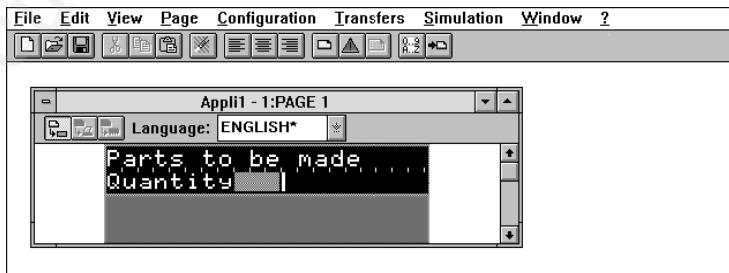 File Edit View Page Configuration Transfers Simulation Window ?
Appli1 - 1:PAGE 1
Language: ENGLISH*
Parts to be made
Quantity